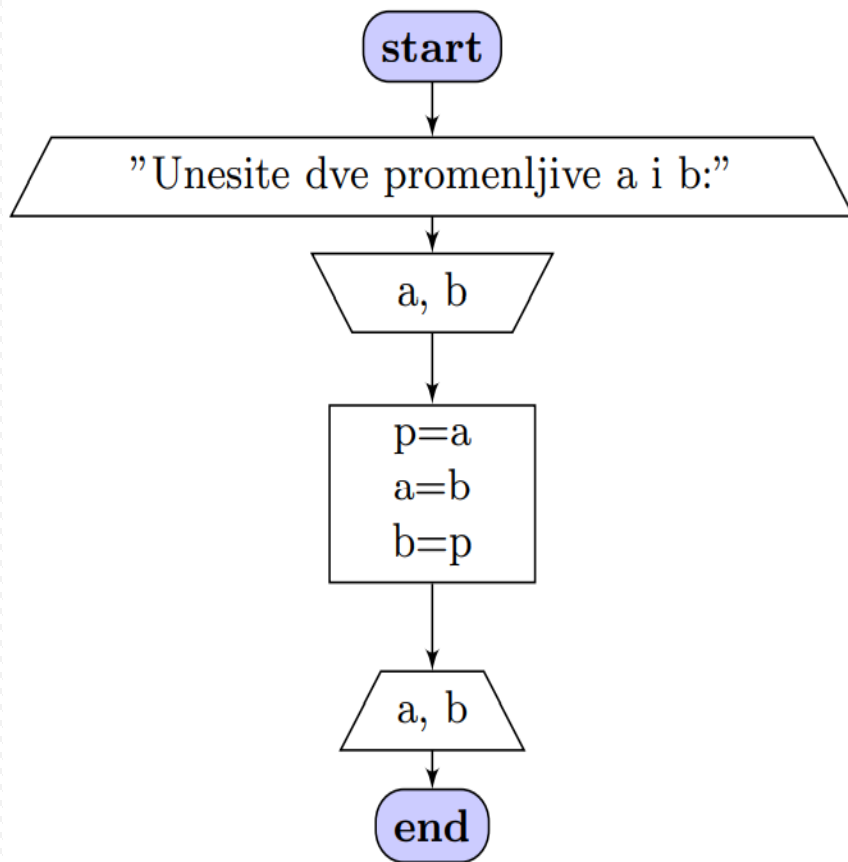 start
”Unesite dve promenljive a i b:”
a, b
p=a
a=b
b=p
a, b
end